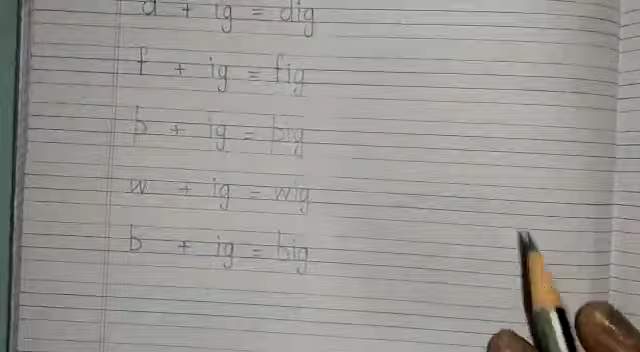 d + ig = dig
f + ig = fig
b + ig = big
w + ig = wig
b + ig = big